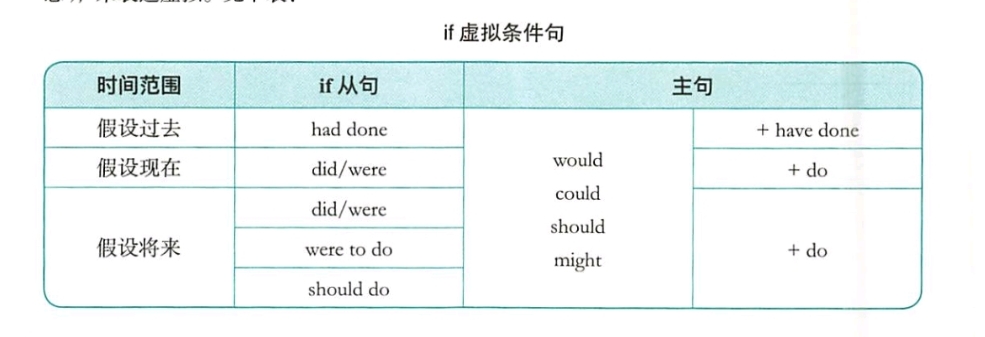 if 虚拟条件句
时间范围 if 从句 主句
假设过去 had done would could should might + have done
假设现在 did/were + do
假设将来 did/were + do
were to do
should do